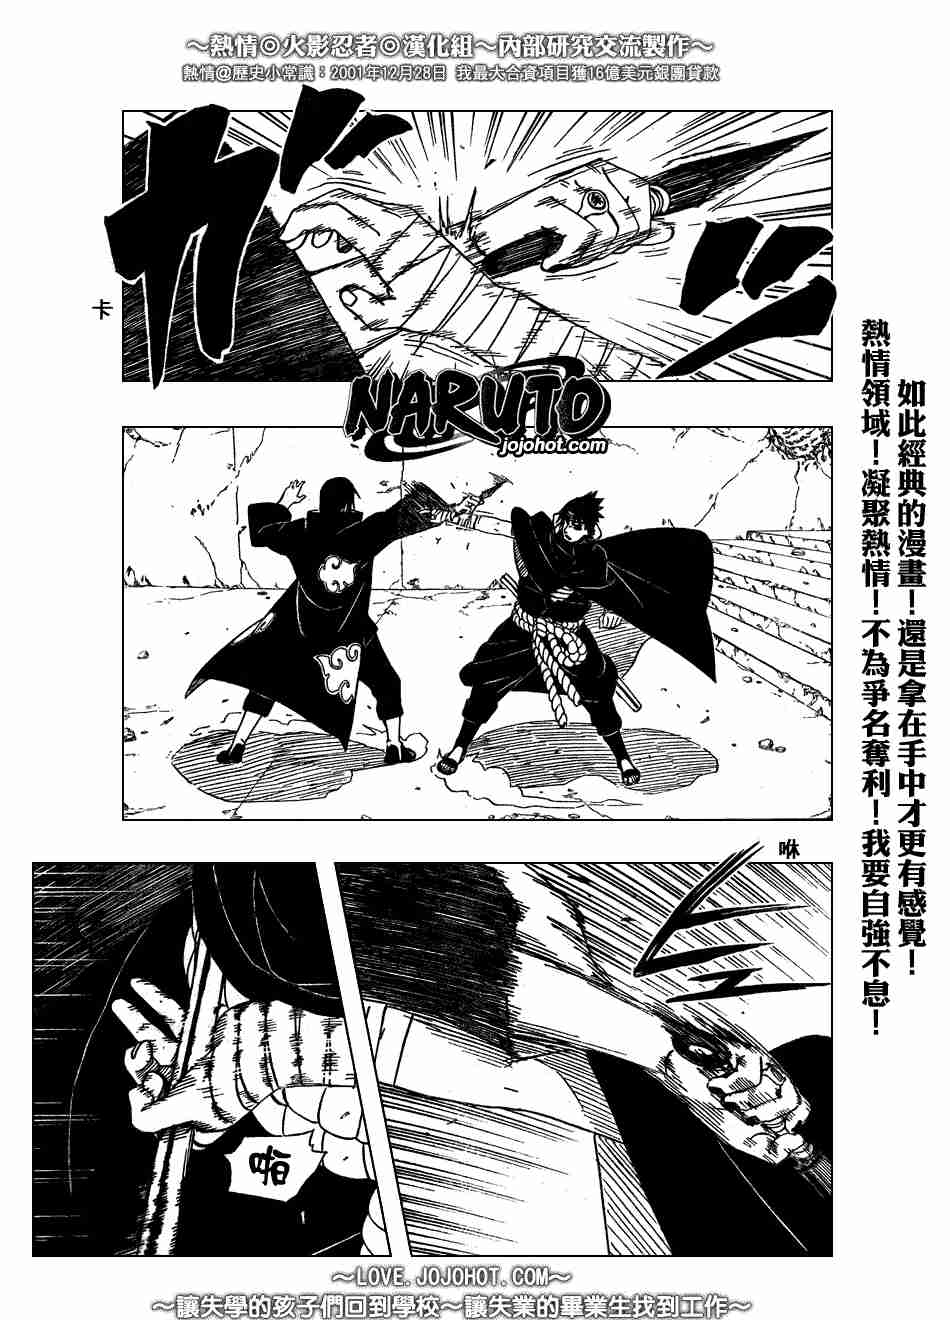 ～熱情◎火影忍者◎漢化組～內部研究交流製作～
熱情@歷史小常識：2001年12月28日 我最大合資項目獲16億美元銀團貸款
ガッ
卡
NARUTO
jojohot.com
如此經典的漫畫！還是拿在手中才更有感覺！
熱情領域！凝聚熱情！不為爭名奪利！我要自強不息！
咻
啪
～LOVE.JOJOHOT.COM～
～讓失學的孩子們回到學校～讓失業的畢業生找到工作～